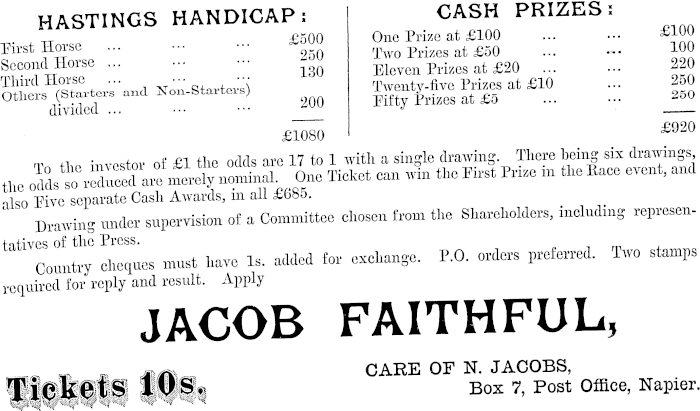 HASTINGS HANDICAP:
First Horse ... ... ... £500
Second Horse ... ... ... 250
Third Horse ... ... ... 130
Others (Starters and Non-Starters)
divided ... ... ... 200
£1080
CASH PRIZES:
One Prize at £100 ... ... £100
Two Prizes at £50 ... ... 100
Eleven Prizes at £20 ... ... 220
Twenty-five Prizes at £10 ... 250
Fifty Prizes at £5 ... ... 250
£920
To the investor of £1 the odds are 17 to 1 with a single drawing. There being six drawings,
the odds so reduced are merely nominal. One Ticket can win the First Prize in the Race event, and
also Five separate Cash Awards, in all £685.
Drawing under supervision of a Committee chosen from the Shareholders, including represen-
tatives of the Press.
Country cheques must have 1s. added for exchange. P.O. orders preferred. Two stamps
required for reply and result. Apply
JACOB FAITHFUL,
CARE OF N. JACOBS,
Box 7, Post Office, Napier.
Tickets 10s.